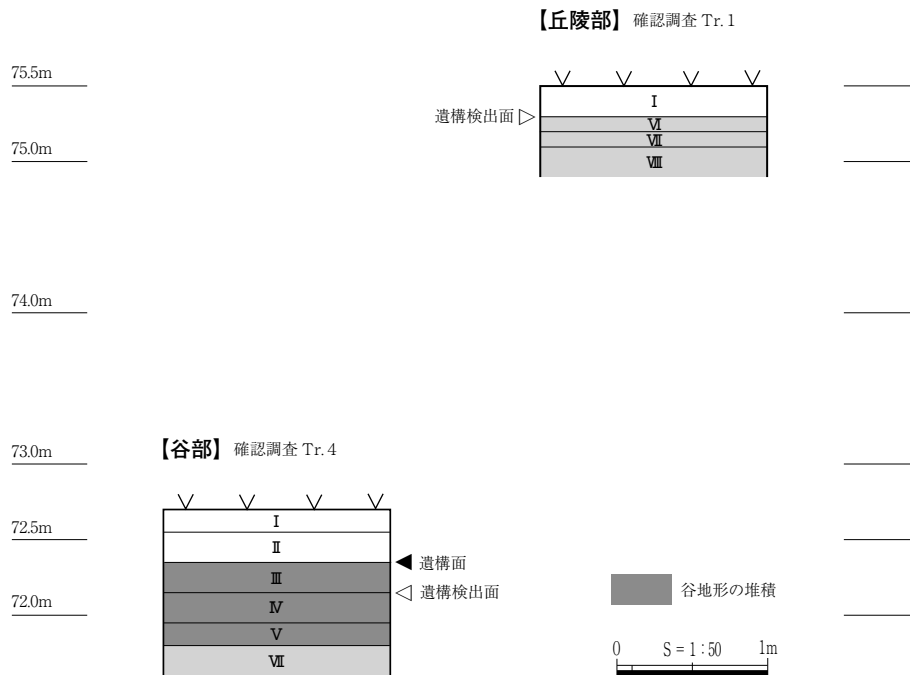 【丘陵部】 確認調査 Tr. 1
75.5m
Ⅰ
遺構検出面
Ⅵ
Ⅶ
75.0m
Ⅷ
74.0m
73.0m
【谷部】 確認調査 Tr. 4
72.5m
Ⅰ
Ⅱ
遺構面
Ⅲ
遺構検出面
谷地形の堆積
72.0m
Ⅳ
Ⅴ
0 S = 1 : 50 1m
Ⅶ